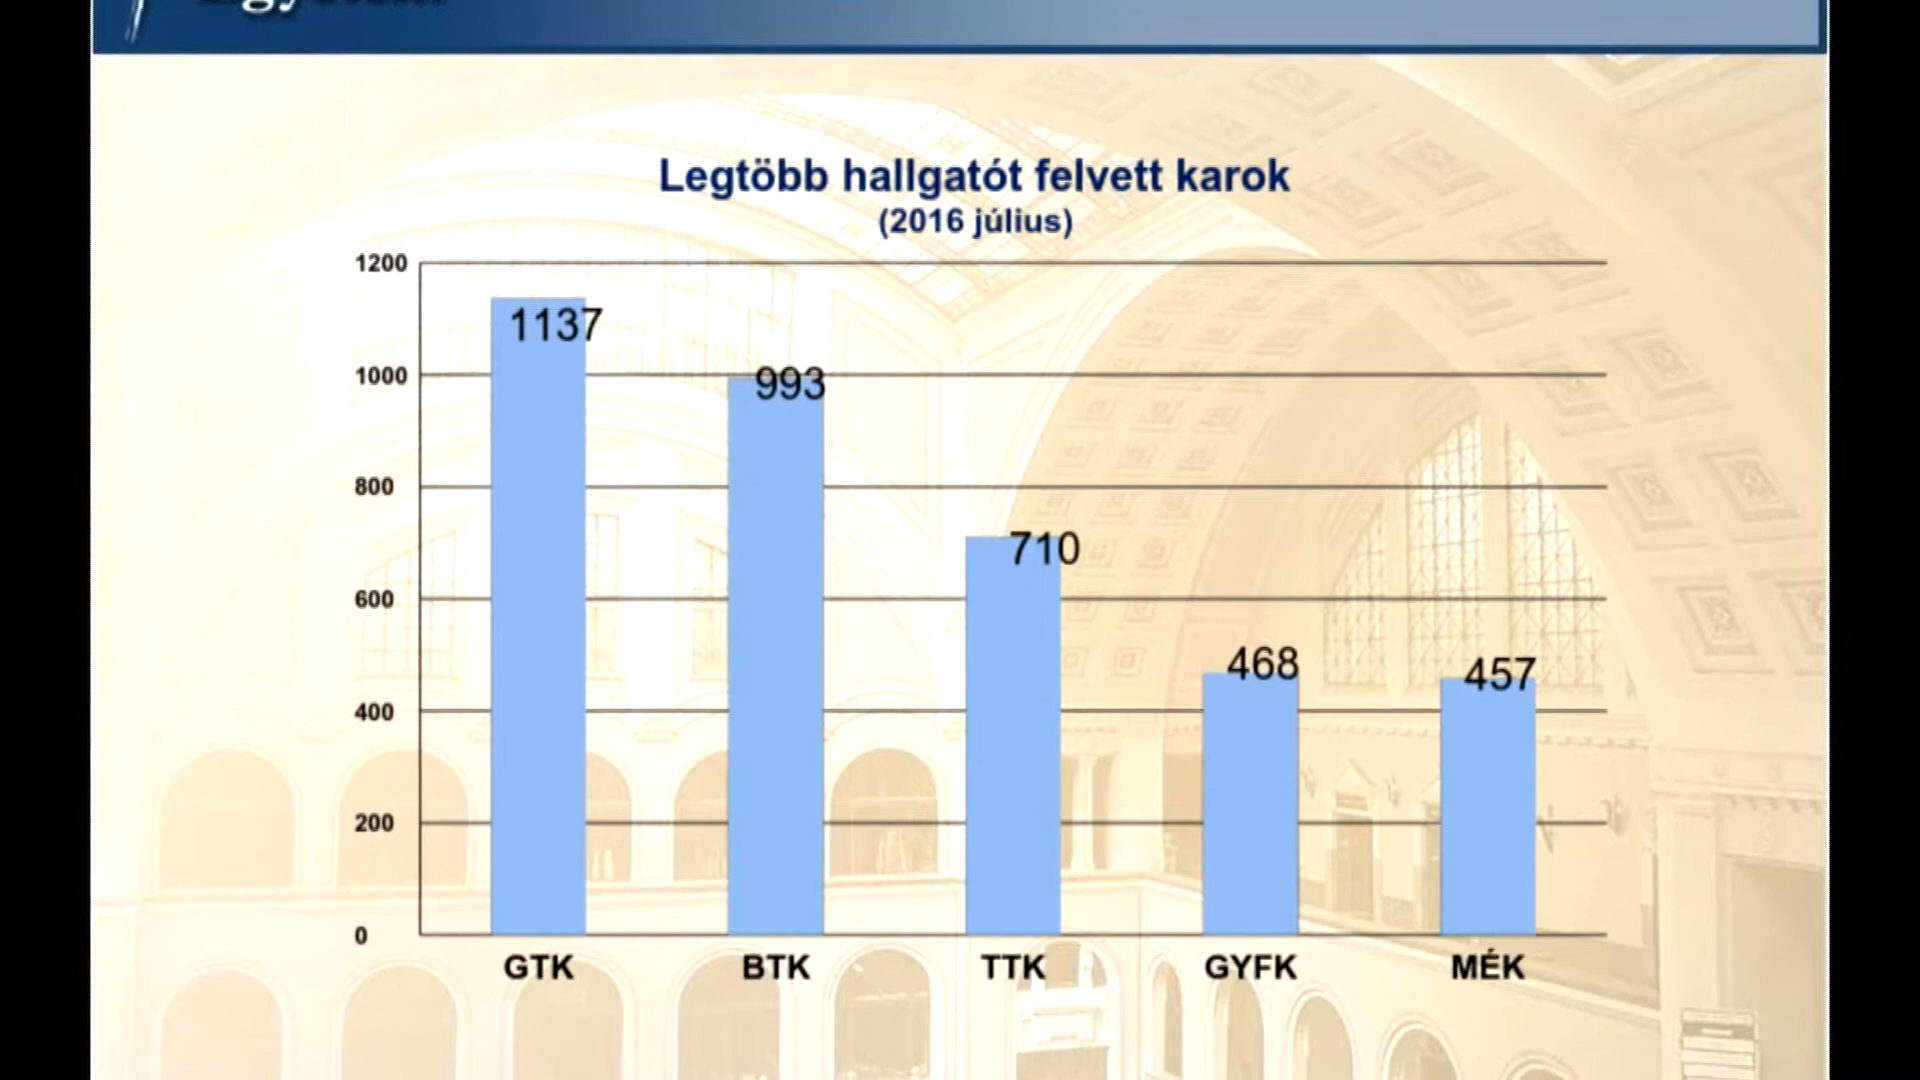 Legtöbb hallgatót felvett karok
(2016 július)
1200
1000
800
600
400
200
0
1137
993
710
468
457
GTK
BTK
TTK
GYFK
MÉK